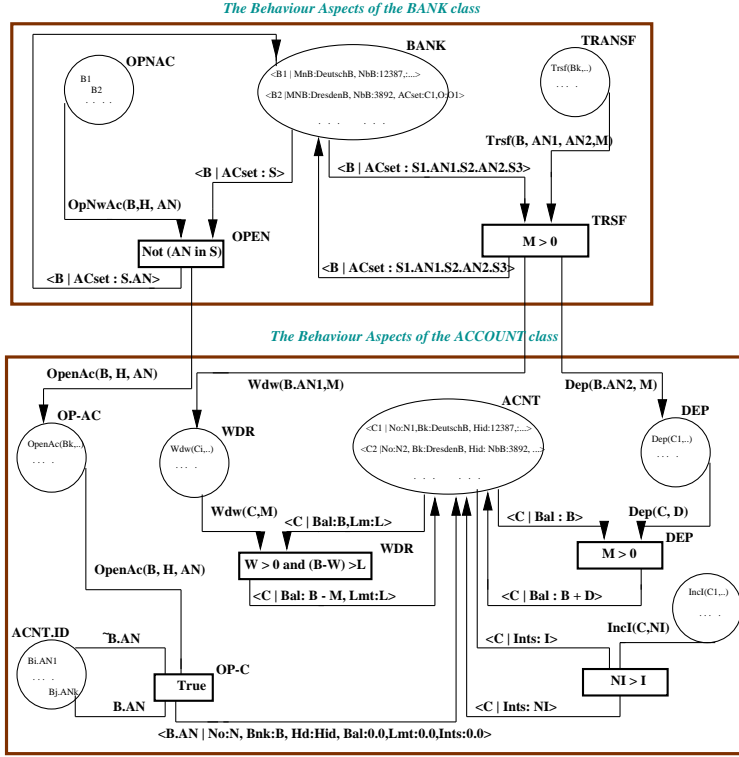 The Behaviour Aspects of the BANK class
OPNAC
B1
B2
. . . .
BANK
<B1 | MnB:DeutschB, NbB:12387,:...>
<B2 |MNB:DresdenB, NbB:3892, ACset:C1,O:O1>
. . .   . . .
TRANSF
Trsf(Bk,..)
... .
Trsf(B, AN1, AN2,M)
<B | ACset : S>
<B | ACset : S1.AN1.S2.AN2.S3>
OpNwAc(B,H, AN)
OPEN
Not (AN in S)
TRSF
M > 0
<B | ACset : S.AN>
<B | ACset : S1.AN1.S2.AN2.S3>
The Behaviour Aspects of the ACCOUNT class
OpenAc(B, H, AN)
Wdw(B.AN1,M)
Dep(B.AN2, M)
OP-AC
OpenAc(Bk,..)
... .
WDR
Wdw(Ci,..)
... .
ACNT
<C1 | No:N1,Bk:DeutschB, Hid:12387,:...>
<C2 |No:N2, Bk:DresdenB, Hid: NbB:3892, ...>
. . .   . . .
DEP
Dep(C1,..)
... .
Wdw(C,M)
<C | Bal:B,Lm:L>
<C | Bal : B>
Dep(C, D)
WDR
W > 0 and (B-W) >L
DEP
M > 0
OpenAc(B, H, AN)
<C | Bal: B - M, Lmt:L>
<C | Bal : B + D>
IncI(C1,..)
... .
IncI(C,NI)
ACNT.ID
Bi.AN1
... .
Bj.ANk
~B.AN
OP-C
True
B.AN
<C | Ints: I>
NI > I
<C | Ints: NI>
<B.AN | No:N, Bnk:B, Hd:Hid, Bal:0.0,Lmt:0.0,Ints:0.0>